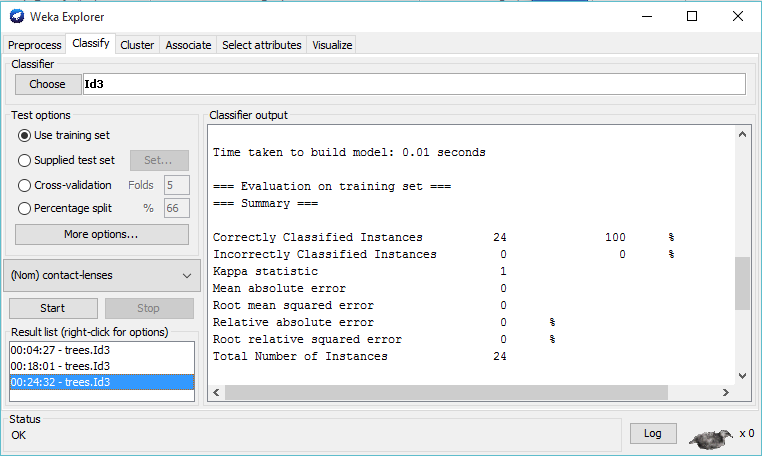 Weka Explorer
Preprocess Classify Cluster Associate Select attributes Visualize
Classifier
Choose Id3
Test options
Use training set
Supplied test set Set...
Cross-validation Folds 5
Percentage split % 66
More options...
(Nom) contact-lenses
Start Stop
Result list (right-click for options)
00:04:27 - trees.Id3
00:18:01 - trees.Id3
00:24:32 - trees.Id3
Classifier output
Time taken to build model: 0.01 seconds
=== Evaluation on training set ===
=== Summary ===
Correctly Classified Instances 24 100 %
Incorrectly Classified Instances 0 0 %
Kappa statistic 1
Mean absolute error 0
Root mean squared error 0
Relative absolute error 0 %
Root relative squared error 0 %
Total Number of Instances 24
Status
OK
Log x 0